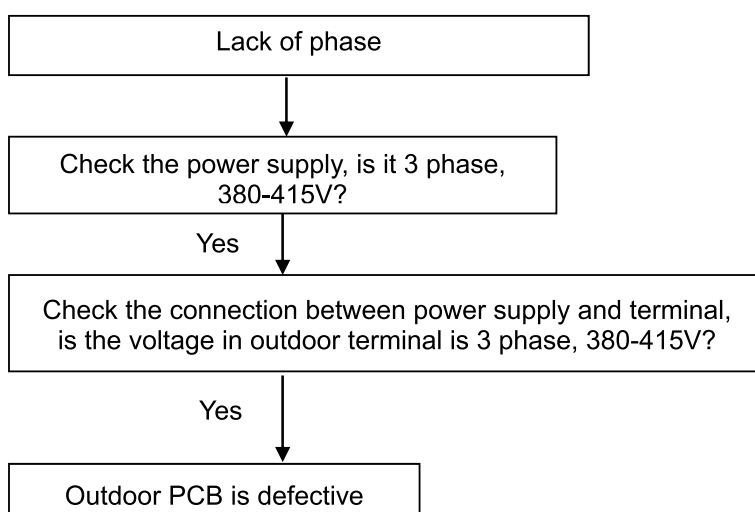 Lack of phase
Check the power supply, is it 3 phase,
380-415V?
Yes
Check the connection between power supply and terminal,
is the voltage in outdoor terminal is 3 phase, 380-415V?
Yes
Outdoor PCB is defective